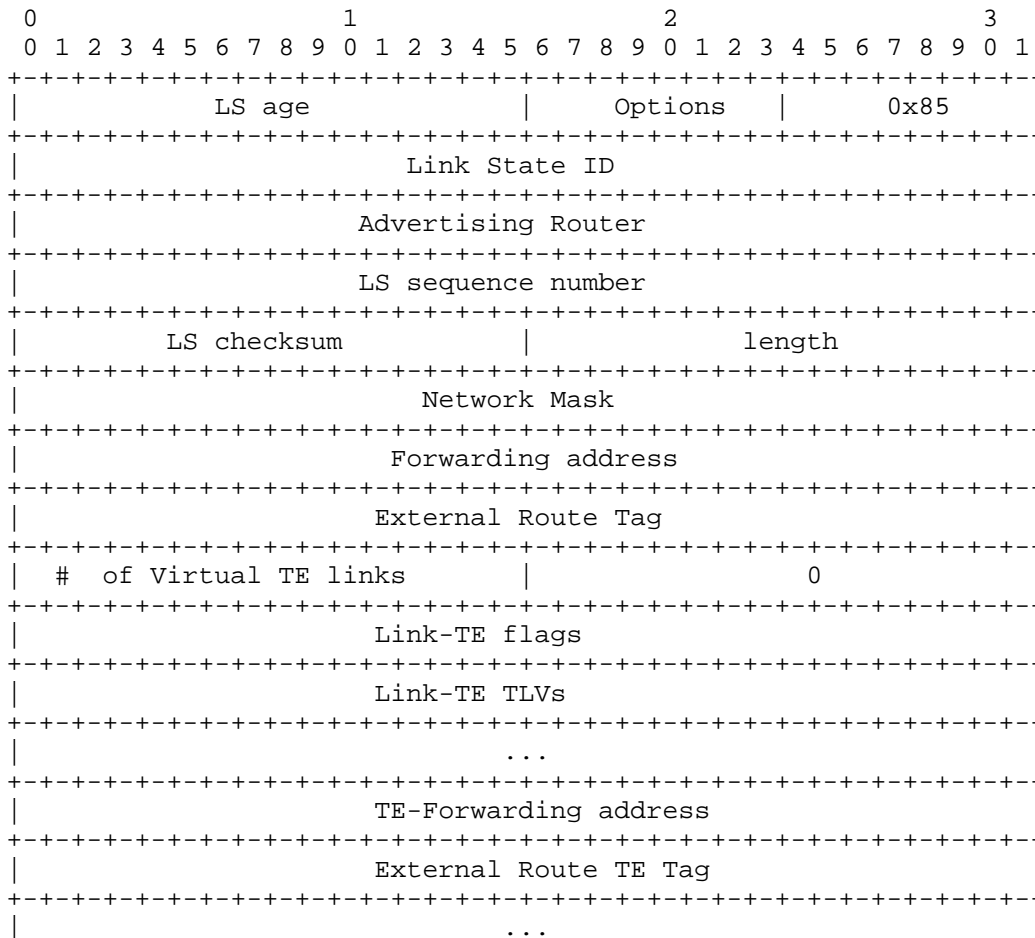 0                   1                   2                   3
 0 1 2 3 4 5 6 7 8 9 0 1 2 3 4 5 6 7 8 9 0 1 2 3 4 5 6 7 8 9 0 1
+-+-+-+-+-+-+-+-+-+-+-+-+-+-+-+-+-+-+-+-+-+-+-+-+-+-+-+-+-+-+-+-
|            LS age             |     Options   |      0x85
+-+-+-+-+-+-+-+-+-+-+-+-+-+-+-+-+-+-+-+-+-+-+-+-+-+-+-+-+-+-+-+-
|                        Link State ID
+-+-+-+-+-+-+-+-+-+-+-+-+-+-+-+-+-+-+-+-+-+-+-+-+-+-+-+-+-+-+-+-
|                     Advertising Router
+-+-+-+-+-+-+-+-+-+-+-+-+-+-+-+-+-+-+-+-+-+-+-+-+-+-+-+-+-+-+-+-
|                     LS sequence number
+-+-+-+-+-+-+-+-+-+-+-+-+-+-+-+-+-+-+-+-+-+-+-+-+-+-+-+-+-+-+-+-
|         LS checksum           |             length
+-+-+-+-+-+-+-+-+-+-+-+-+-+-+-+-+-+-+-+-+-+-+-+-+-+-+-+-+-+-+-+-
|                         Network Mask
+-+-+-+-+-+-+-+-+-+-+-+-+-+-+-+-+-+-+-+-+-+-+-+-+-+-+-+-+-+-+-+-
|                       Forwarding address
+-+-+-+-+-+-+-+-+-+-+-+-+-+-+-+-+-+-+-+-+-+-+-+-+-+-+-+-+-+-+-+-
|                      External Route Tag
+-+-+-+-+-+-+-+-+-+-+-+-+-+-+-+-+-+-+-+-+-+-+-+-+-+-+-+-+-+-+-+-
|  #  of Virtual TE links       |                 0
+-+-+-+-+-+-+-+-+-+-+-+-+-+-+-+-+-+-+-+-+-+-+-+-+-+-+-+-+-+-+-+-
|                      Link-TE flags
+-+-+-+-+-+-+-+-+-+-+-+-+-+-+-+-+-+-+-+-+-+-+-+-+-+-+-+-+-+-+-+-
|                      Link-TE TLVs
+-+-+-+-+-+-+-+-+-+-+-+-+-+-+-+-+-+-+-+-+-+-+-+-+-+-+-+-+-+-+-+-
|                              ...
+-+-+-+-+-+-+-+-+-+-+-+-+-+-+-+-+-+-+-+-+-+-+-+-+-+-+-+-+-+-+-+-
|                      TE-Forwarding address
+-+-+-+-+-+-+-+-+-+-+-+-+-+-+-+-+-+-+-+-+-+-+-+-+-+-+-+-+-+-+-+-
|                      External Route TE Tag
+-+-+-+-+-+-+-+-+-+-+-+-+-+-+-+-+-+-+-+-+-+-+-+-+-+-+-+-+-+-+-+-
|                              ...